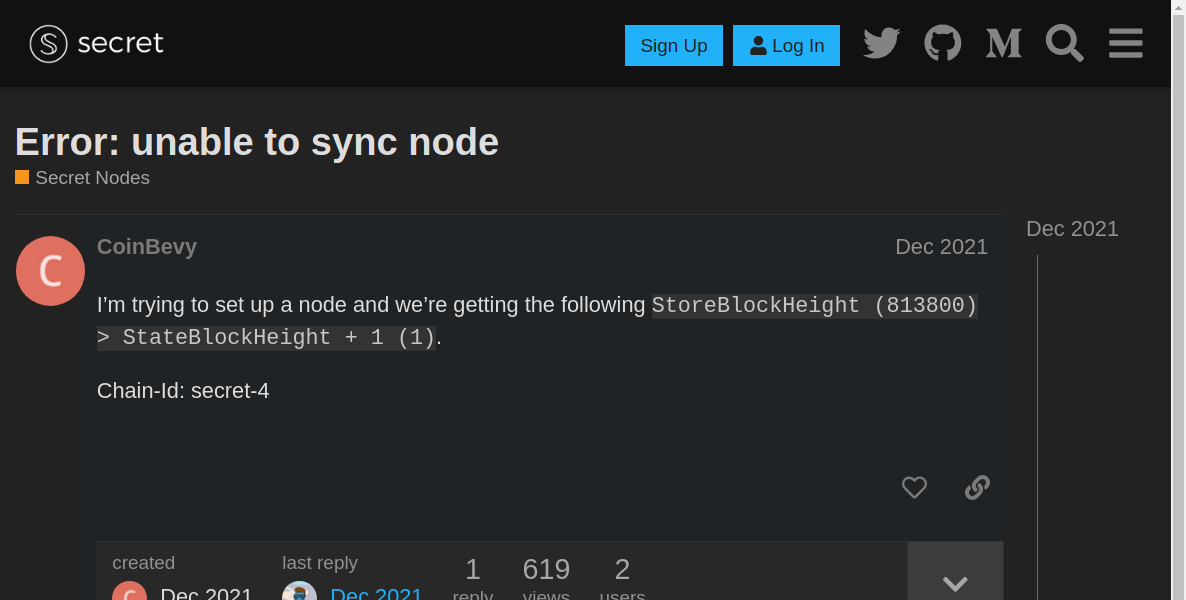 secret
Sign Up
Log In
Error: unable to sync node
Secret Nodes
Dec 2021
CoinBevy
Dec 2021
C
I’m trying to set up a node and we’re getting the following StoreBlockHeight (813800)
> StateBlockHeight + 1 (1).
Chain-Id: secret-4
created
last reply
1
619
2
C
Dec 2021
Dec 2021
reply
views
users